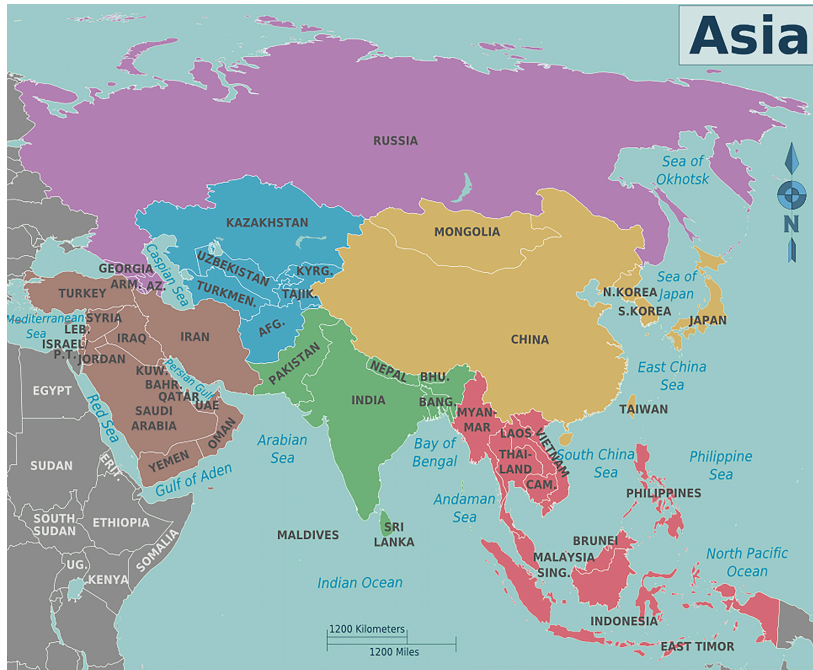 Asia
RUSSIA
Sea of
Okhotsk
N
KAZAKHSTAN
MONGOLIA
GEORGIA
ARM.
AZ.
Caspian Sea
UZBEKISTAN
KYRG.
TURKMEN.
TAJIK.
TURKEY
Sea of
Japan
N.KOREA
S.KOREA
JAPAN
Mediterranean
Sea
SYRIA
LEB.
ISRAEL
P.T.
JORDAN
IRAQ
IRAN
AFG.
CHINA
PAKISTAN
NEPAL
BHU.
East China
Sea
KUW.
BAHR.
QATAR
UAE
Persian Gulf
EGYPT
Red Sea
SAUDI
ARABIA
OMAN
INDIA
BANG.
MYAN-
MAR
TAIWAN
LAOS
VIETNAM
THAI-
LAND
CAM.
South China
Sea
Philippine
Sea
Arabian
Sea
Bay of
Bengal
SUDAN
ERIT.
YEMEN
Gulf of Aden
Andaman
Sea
PHILIPPINES
SOUTH
SUDAN
ETHIOPIA
SOMALIA
MALDIVES
SRI
LANKA
BRUNEI
MALAYSIA
SING.
North Pacific
Ocean
UG.
KENYA
Indian Ocean
INDONESIA
EAST TIMOR
1200 Kilometers
1200 Miles